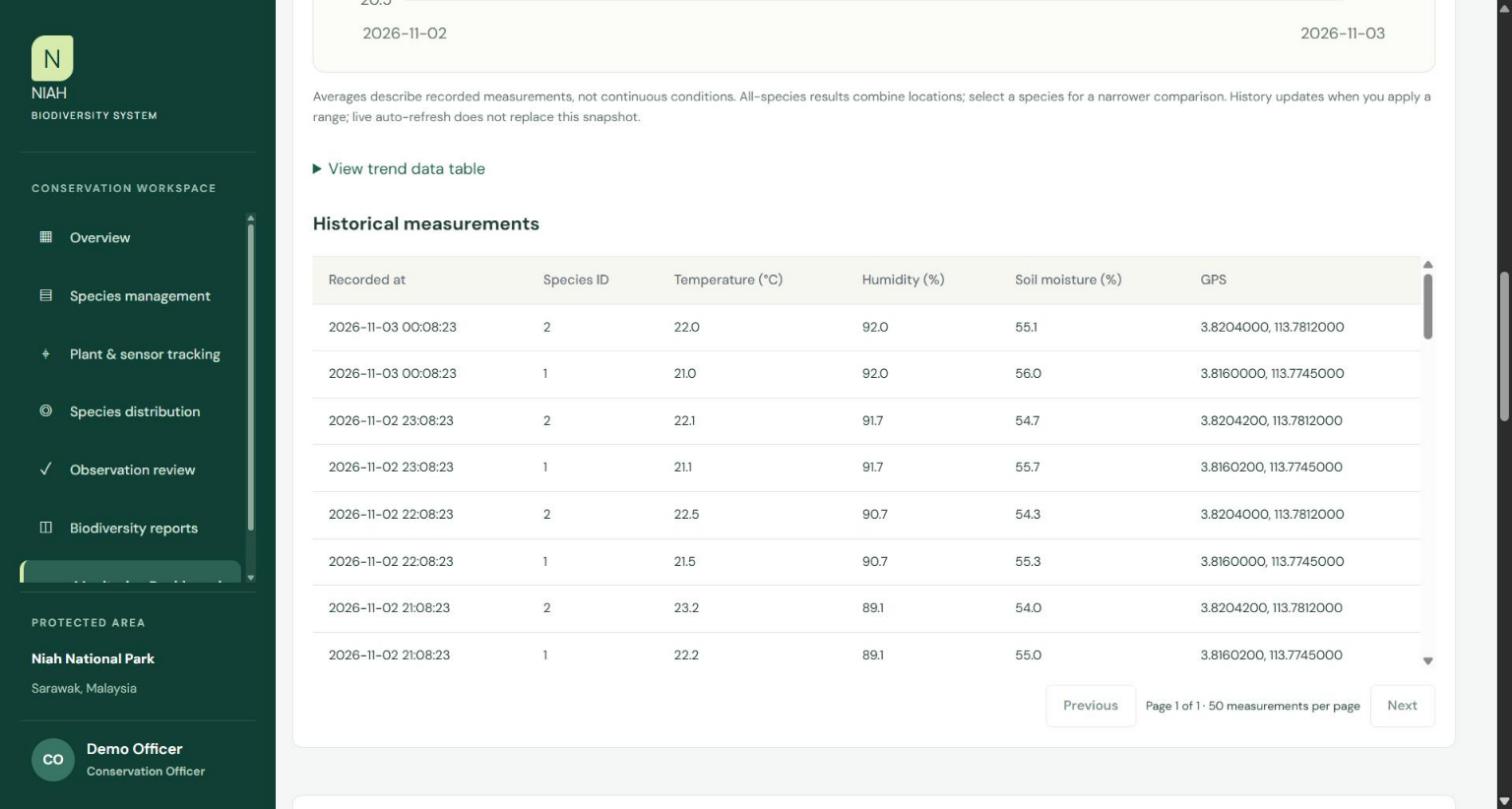 N
NIAH
BIODIVERSITY SYSTEM
CONSERVATION WORKSPACE
Overview
Species management
Plant & sensor tracking
Species distribution
Observation review
Biodiversity reports
PROTECTED AREA
Niah National Park
Sarawak, Malaysia
CO
Demo Officer
Conservation Officer
20.5
2026-11-02 2026-11-03
Averages describe recorded measurements, not continuous conditions. All-species results combine locations; select a species for a narrower comparison. History updates when you apply a
range; live auto-refresh does not replace this snapshot.
View trend data table
Historical measurements
Recorded at Species ID Temperature (°C) Humidity (%) Soil moisture (%) GPS
2026-11-03 00:08:23 2 22.0 92.0 55.1 3.8204000, 113.7812000
2026-11-03 00:08:23 1 21.0 92.0 56.0 3.8160000, 113.7745000
2026-11-02 23:08:23 2 22.1 91.7 54.7 3.8204200, 113.7812000
2026-11-02 23:08:23 1 21.1 91.7 55.7 3.8160200, 113.7745000
2026-11-02 22:08:23 2 22.5 90.7 54.3 3.8204000, 113.7812000
2026-11-02 22:08:23 1 21.5 90.7 55.3 3.8160000, 113.7745000
2026-11-02 21:08:23 2 23.2 89.1 54.0 3.8204200, 113.7812000
2026-11-02 21:08:23 1 22.2 89.1 55.0 3.8160200, 113.7745000
Previous Page 1 of 1 · 50 measurements per page Next